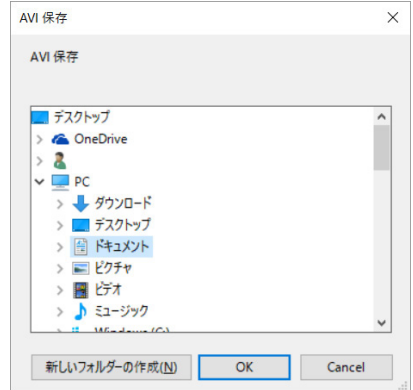 AVI 保存
AVI 保存
デスクトップ
OneDrive
PC
ダウンロード
デスクトップ
ドキュメント
ピクチャ
ビデオ
ミュージック
Windows (C:)
新しいフォルダーの作成(N)
OK
Cancel